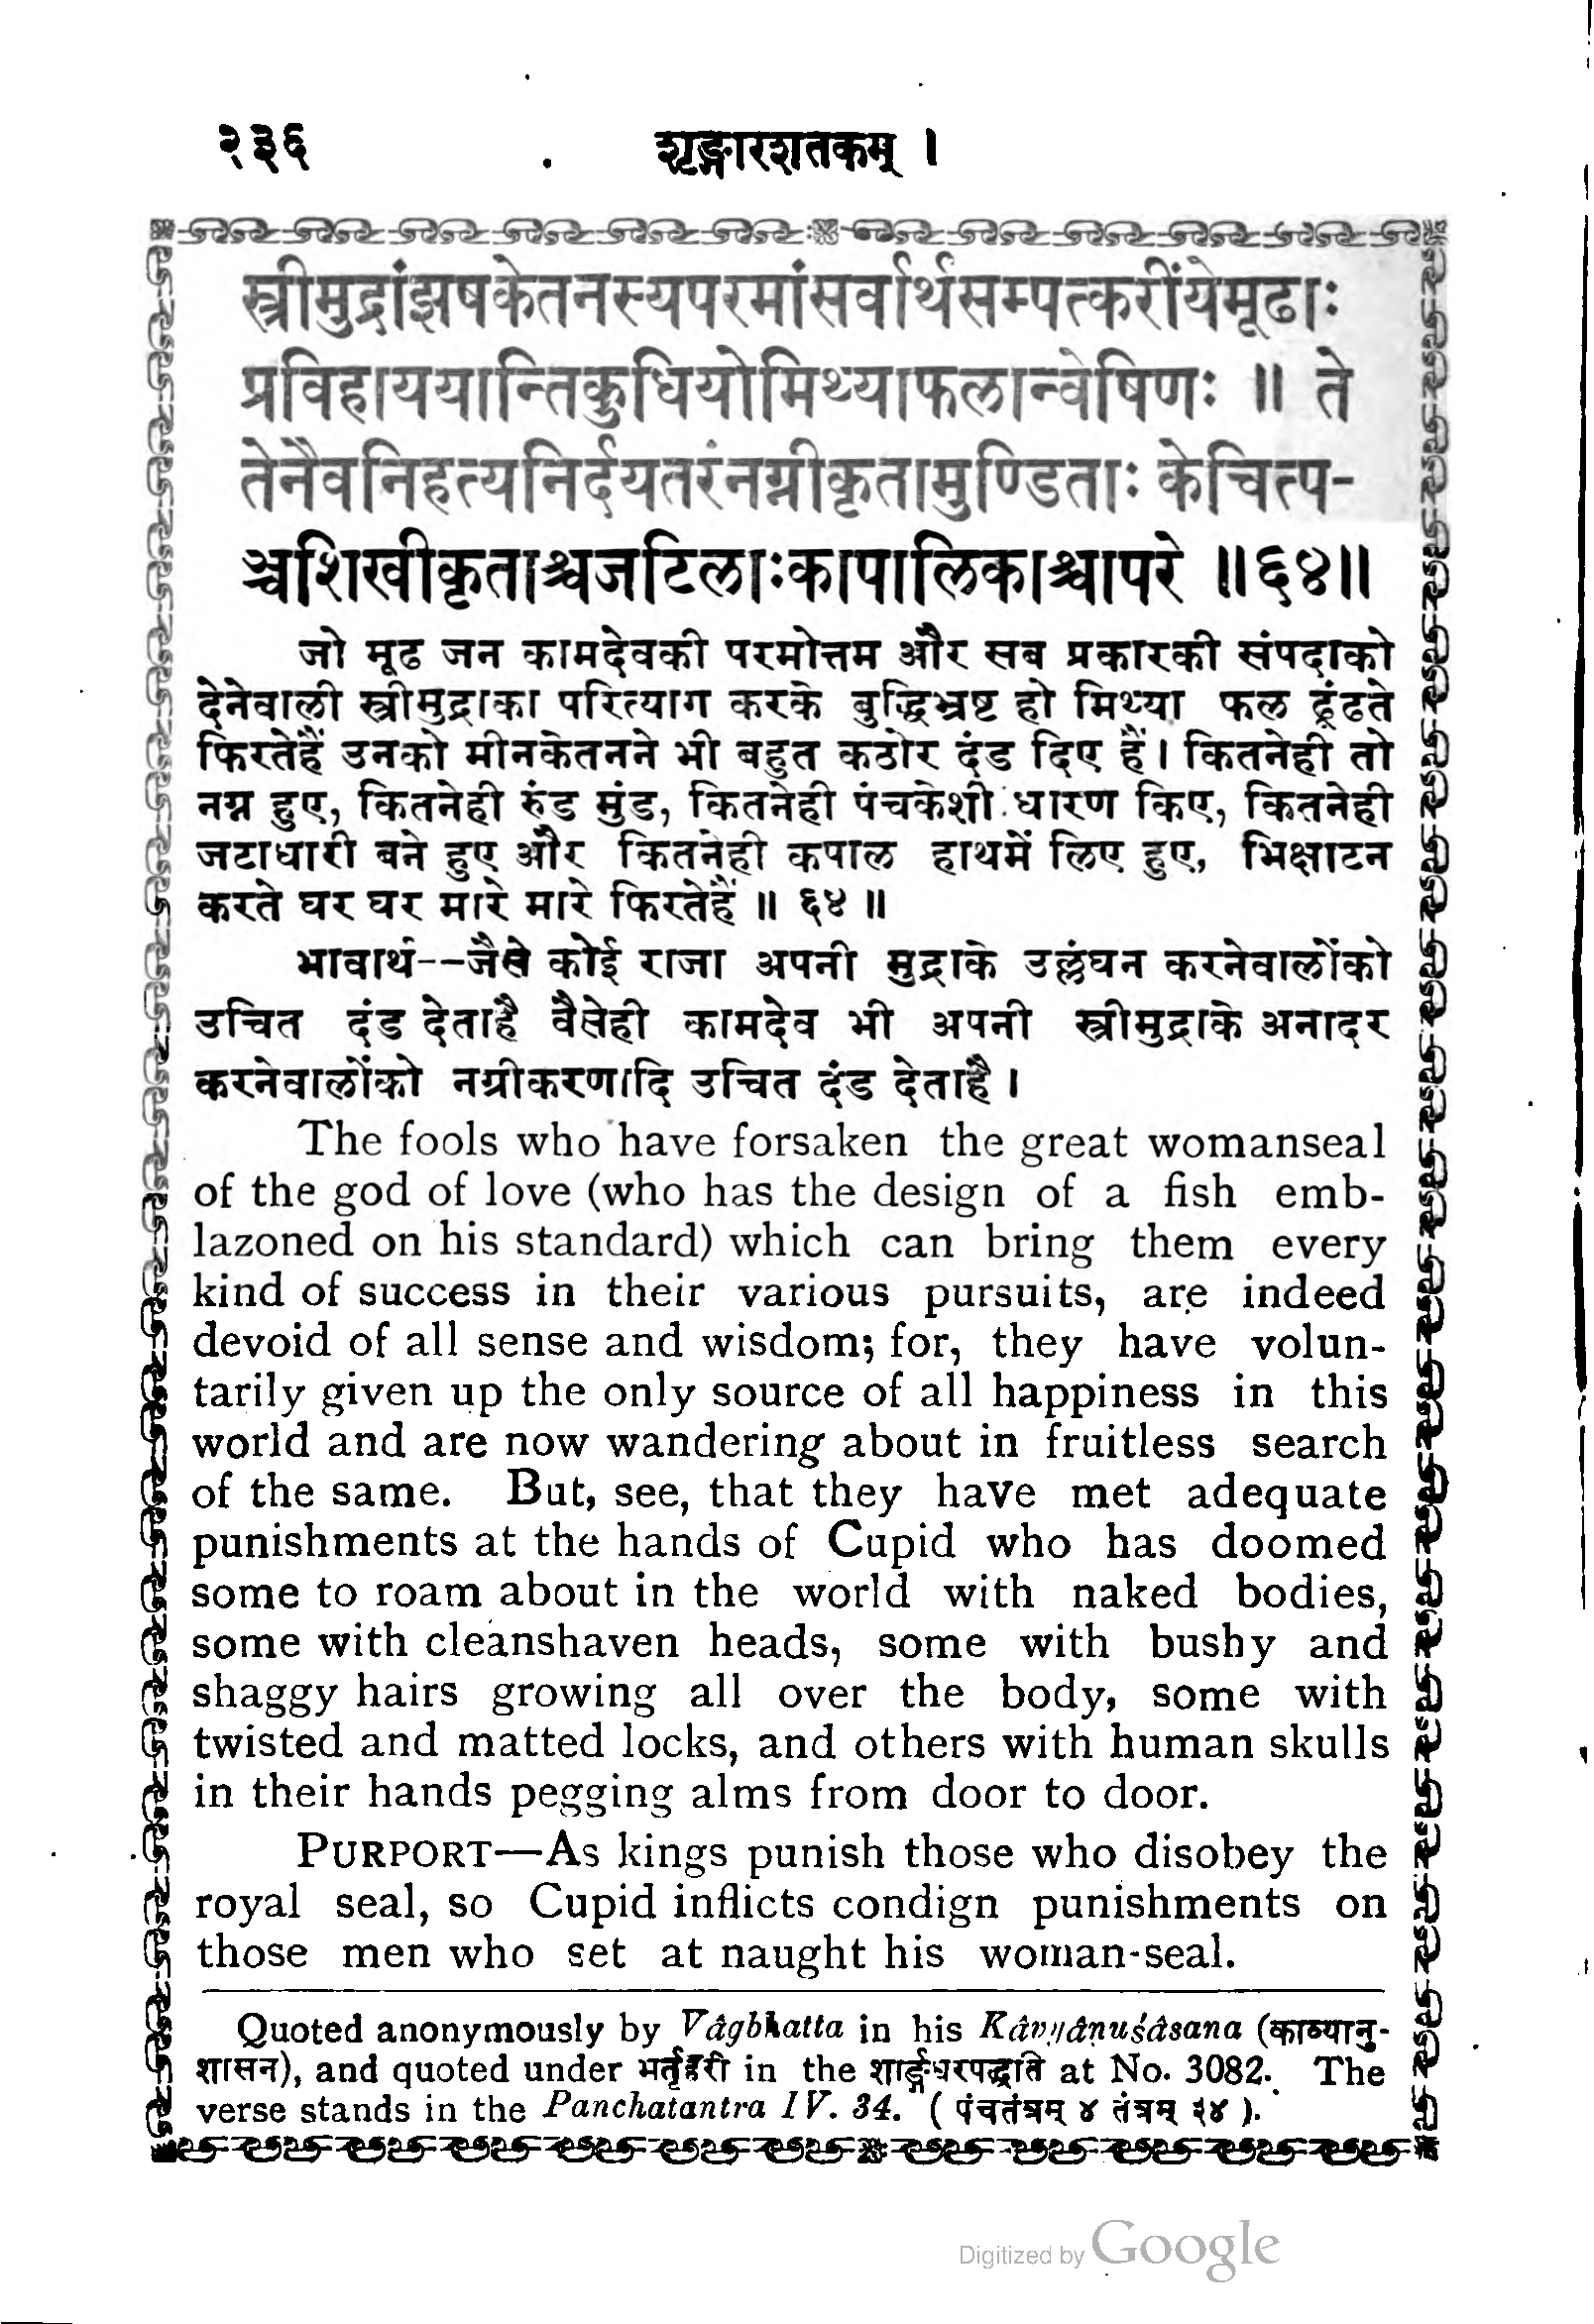 २३६ शृङ्गारशतकम् ।
स्त्रीमुद्रांझषकेतनस्यपरमांसर्वार्थसम्पत्करींयेमूढाः
प्रविहाययान्तिकुधियोमिथ्याफलान्वेषिणः ॥ ते
तेनैवनिहत्यनिर्दयतरंनग्नीकृतामुण्डिताः केचित्प-
ञ्चशिखीकृताश्चजटिलाःकापालिकाश्चापरे ॥६४॥
जो मूढ जन कामदेवकी परमोत्तम और सब प्रकारकी संपदाको
देनेवाली स्त्रीमुद्राका परित्याग करके बुद्धिभ्रष्ट हो मिथ्या फल ढूंढते
फिरतेहैं उनको मीनकेतनने भी बहुत कठोर दंड दिए हैं। कितनेही तो
नग्न हुए, कितनेही रुंड मुंड, कितनेही पंचकेशी धारण किए, कितनेही
जटाधारी बने हुए और कितनेही कपाल हाथमें लिए हुए, भिक्षाटन
करते घर घर मारे मारे फिरतेहैं ॥ ६४ ॥
भावार्थ--जैसे कोई राजा अपनी मुद्राके उल्लंघन करनेवालोंको
उचित दंड देताहै वैसेही कामदेव भी अपनी स्त्रीमुद्राके अनादर
करनेवालोंको नग्नीकरणादि उचित दंड देताहै।
The fools who have forsaken the great womanseal
of the god of love (who has the design of a fish emb-
lazoned on his standard) which can bring them every
kind of success in their various pursuits, are indeed
devoid of all sense and wisdom; for, they have volun-
tarily given up the only source of all happiness in this
world and are now wandering about in fruitless search
of the same. But, see, that they have met adequate
punishments at the hands of Cupid who has doomed
some to roam about in the world with naked bodies,
some with cleanshaven heads, some with bushy and
shaggy hairs growing all over the body, some with
twisted and matted locks, and others with human skulls
in their hands pegging alms from door to door.
PURPORT—As kings punish those who disobey the
royal seal, so Cupid inflicts condign punishments on
those men who set at naught his woman-seal.
Quoted anonymously by Vâgbhatta in his Kâvyânuśâsana (काव्यानु-
शासन), and quoted under भर्तृहरी in the शार्ङ्गधरपद्धति at No. 3082. The
verse stands in the Panchatantra IV. 34. ( पंचतंत्रम् ४ तंत्रम् ३४ ).
Digitized by Google